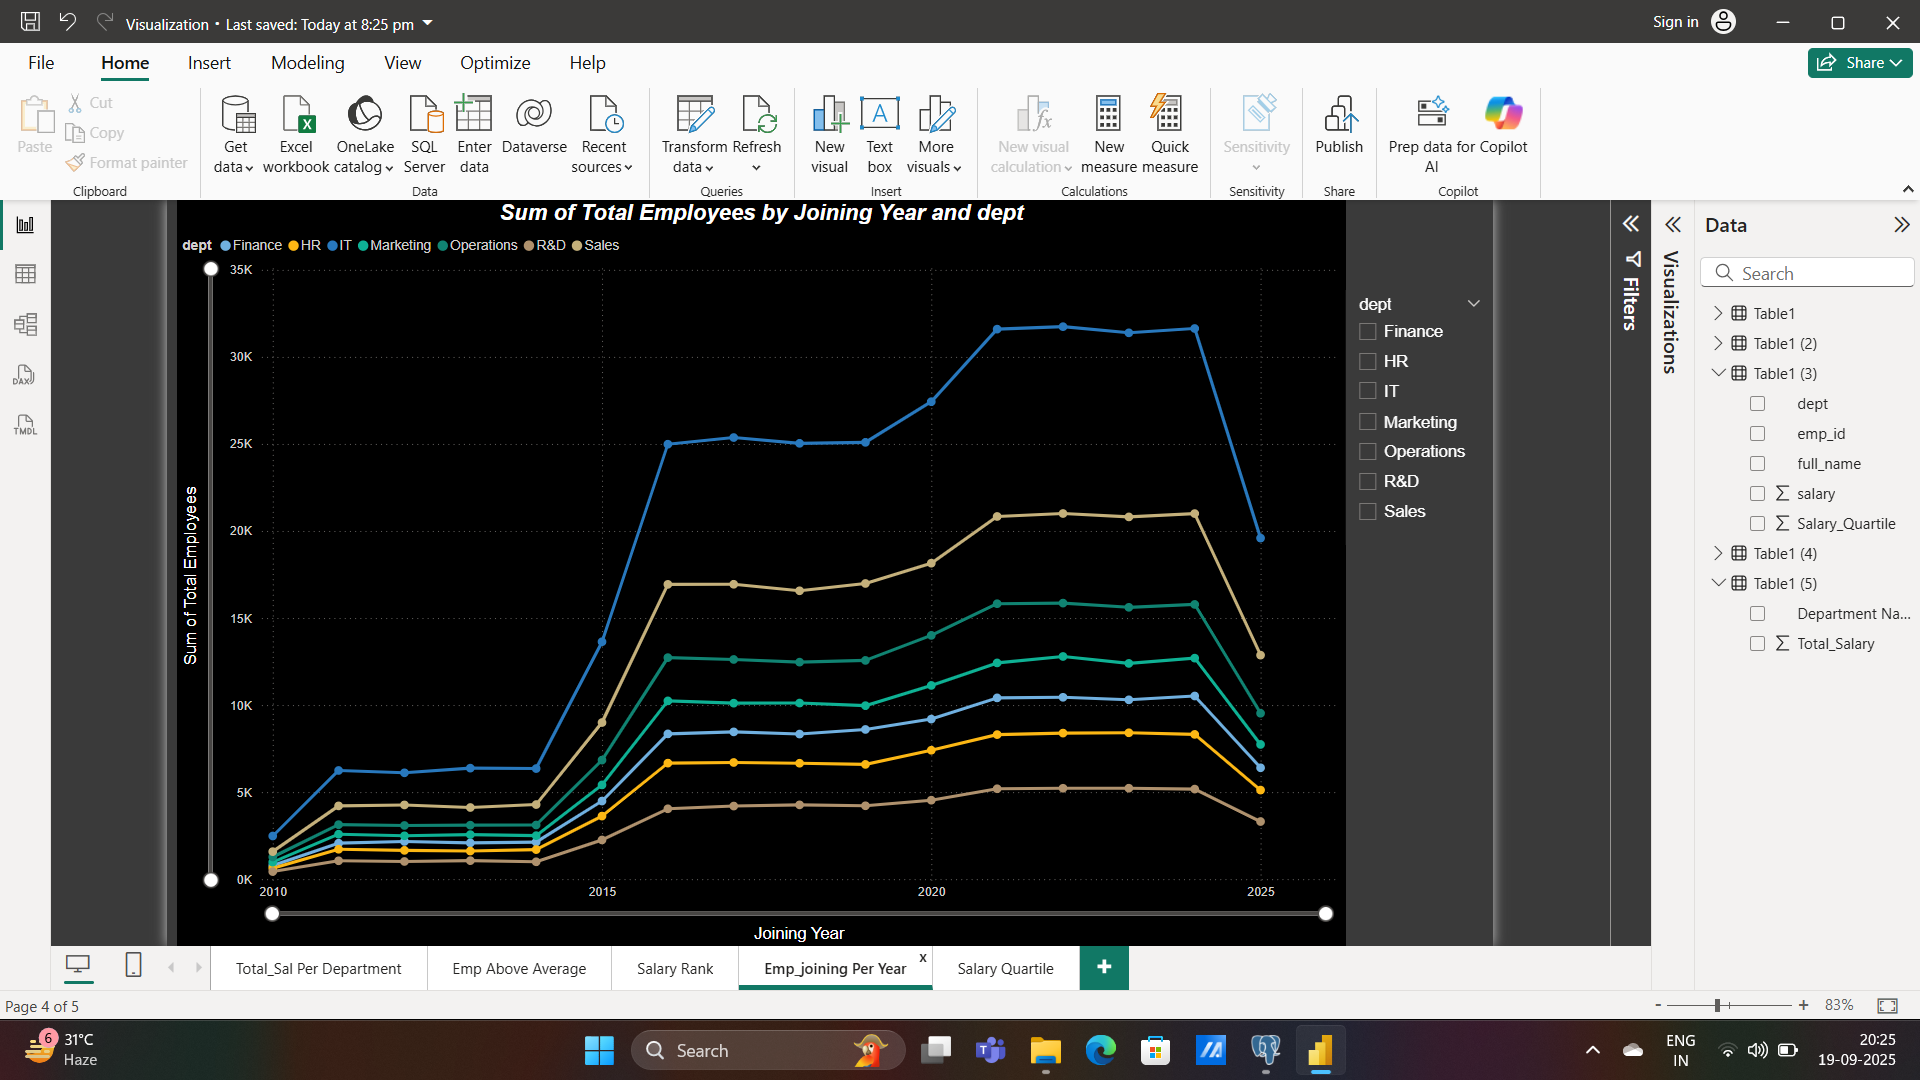 Visualization • Last saved: Today at 8:25 pm
Sign in
File Home Insert Modeling View Optimize Help
Share
Paste
Cut
Copy
Format painter
Clipboard
Get data
Excel workbook
OneLake catalog
SQL Server
Enter data
Dataverse
Recent sources
Data
Transform data
Refresh
Queries
New visual
Text box
More visuals
Insert
New visual calculation
New measure
Quick measure
Calculations
Sensitivity
Sensitivity
Publish
Share
Prep data for AI
Copilot
Copilot
DAX
TMDL
Sum of Total Employees by Joining Year and dept
dept Finance HR IT Marketing Operations R&D Sales
Sum of Total Employees
35K
30K
25K
20K
15K
10K
5K
0K
2010 2015 2020 2025
Joining Year
dept
Finance
HR
IT
Marketing
Operations
R&D
Sales
Filters
Visualizations
Data
Search
Table1
Table1 (2)
Table1 (3)
dept
emp_id
full_name
salary
Salary_Quartile
Table1 (4)
Table1 (5)
Department Na...
Total_Salary
Total_Sal Per Department
Emp Above Average
Salary Rank
Emp_joining Per Year
x
Salary Quartile
+
Page 4 of 5
- + 83%
6
31°C
Haze
Search
ENG
IN
20:25
19-09-2025